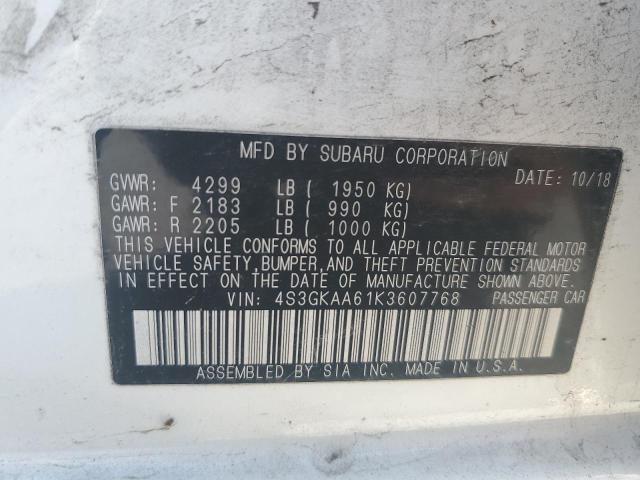 MFD BY SUBARU CORPORATION
DATE: 10/18
GVWR: 4299 LB ( 1950 KG)
GAWR: F 2183 LB ( 990 KG)
GAWR: R 2205 LB ( 1000 KG)
THIS VEHICLE CONFORMS TO ALL APPLICABLE FEDERAL MOTOR
VEHICLE SAFETY, BUMPER, AND THEFT PREVENTION STANDARDS
IN EFFECT ON THE DATE OF MANUFACTURE SHOWN ABOVE.
VIN: 4S3GKAA61K3607768 PASSENGER CAR
ASSEMBLED BY SIA INC. MADE IN U.S.A.